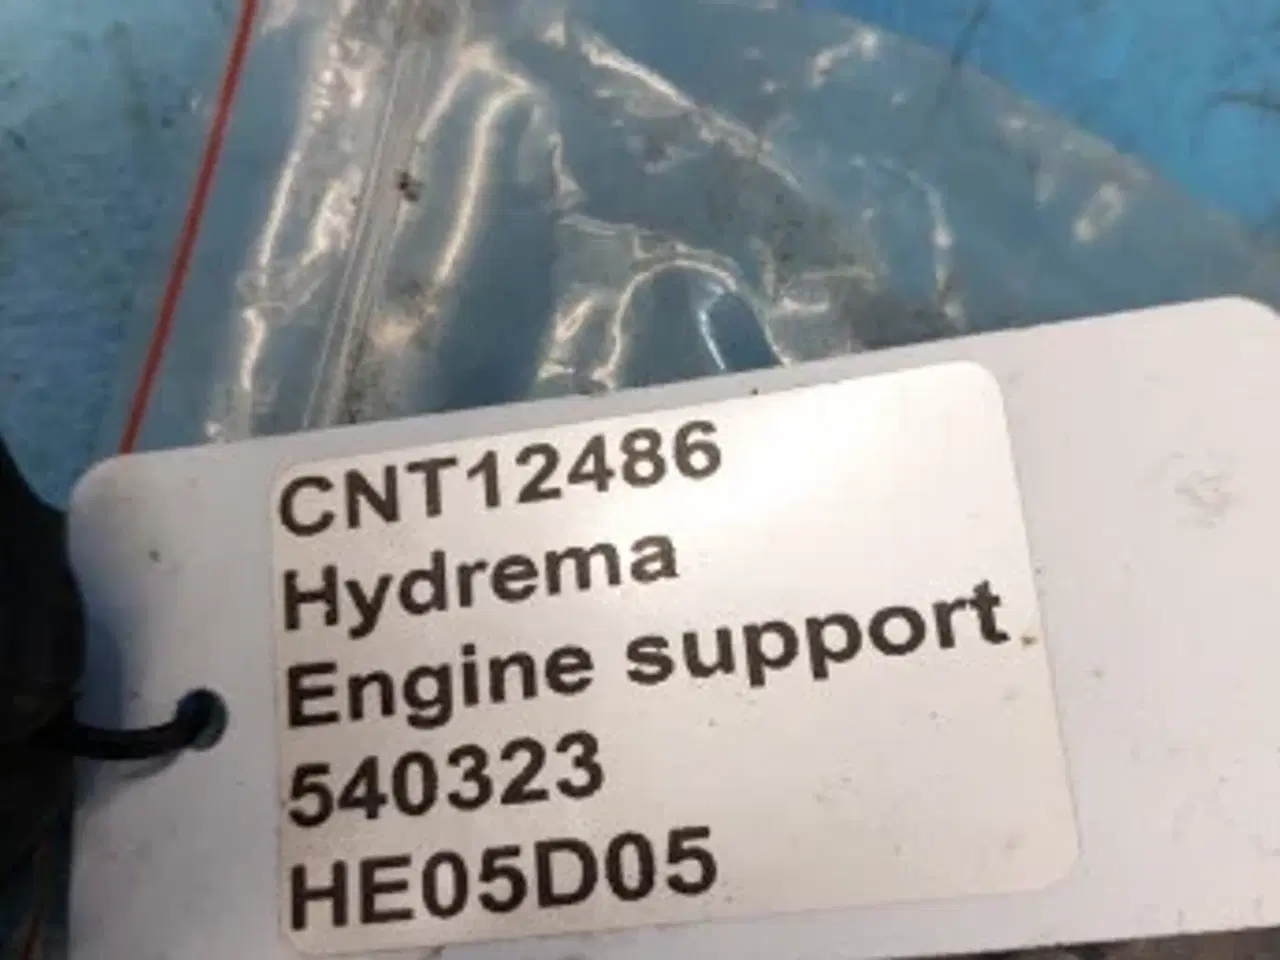 CNT12486
Hydrema
Engine support
540323
HE05D05